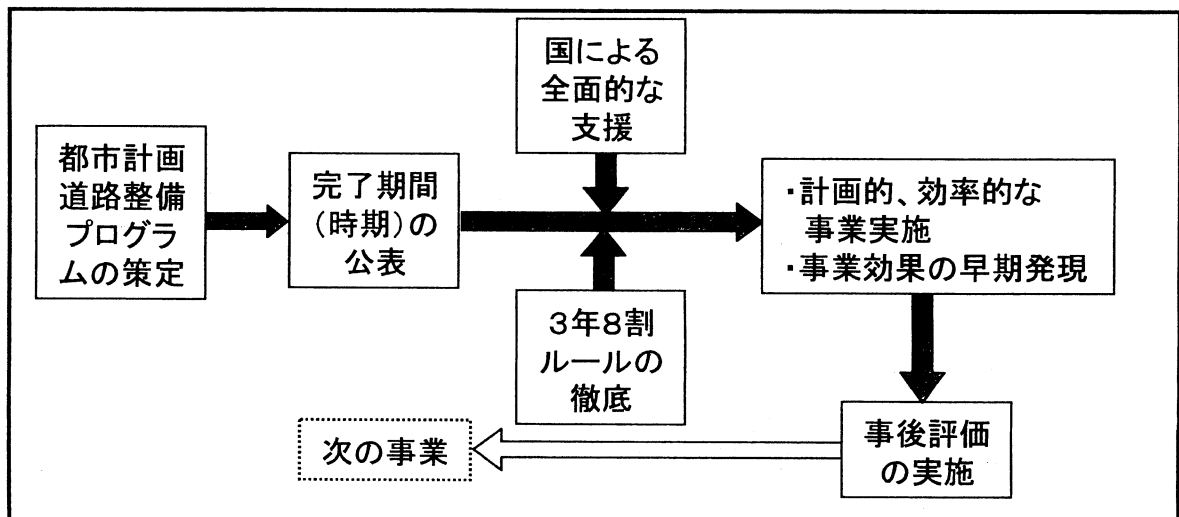 国による
全面的な
支援
都市計画
道路整備
プログラ
ムの策定
完了期間
（時期）の
公表
・計画的、効率的な
事業実施
・事業効果の早期発現
３年８割
ルールの
徹底
次の事業
事後評価
の実施